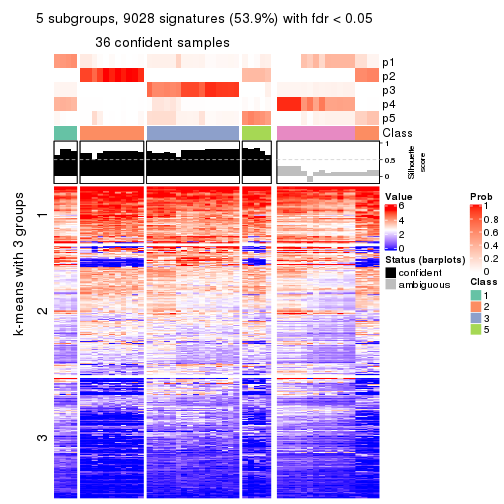 5 subgroups, 9028 signatures (53.9%) with fdr < 0.05
36 confident samples
p1
p2
p3
p4
p5
Class
1
0.5
0
Silhouette
score
k-means with 3 groups
1
2
3
Value
6
4
2
0
Status (barplots)
confident
ambiguous
Prob
1
0.8
0.6
0.4
0.2
0
Class
1
2
3
5